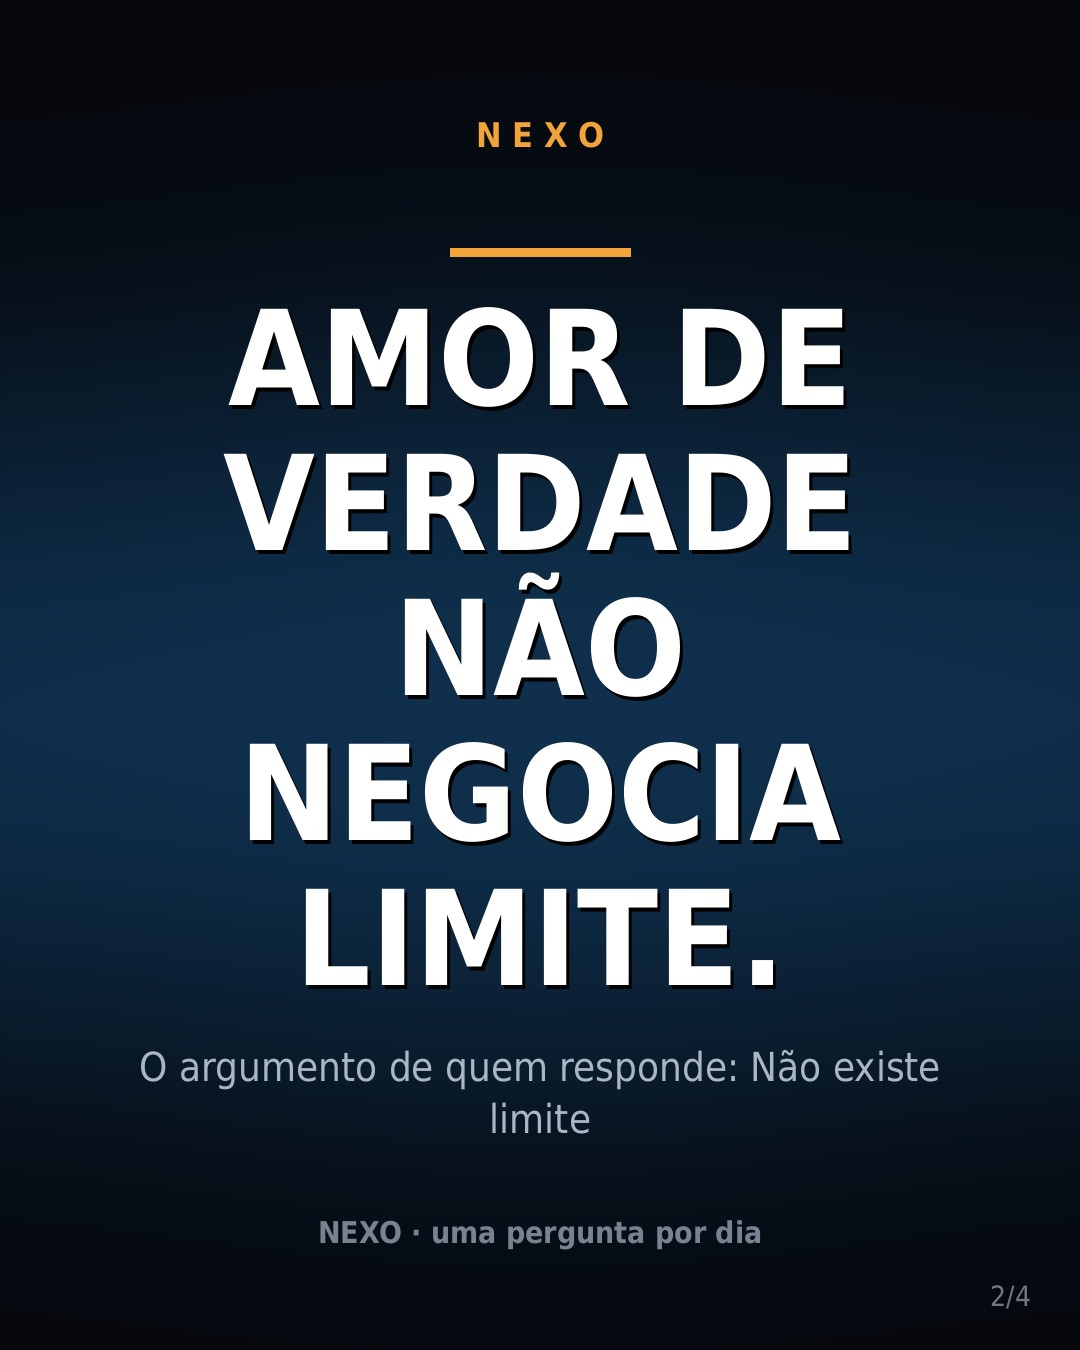 NEXO
AMOR DE
VERDADE
NÃO
NEGOCIA
LIMITE.
O argumento de quem responde: Não existe
limite
NEXO · uma pergunta por dia
2/4